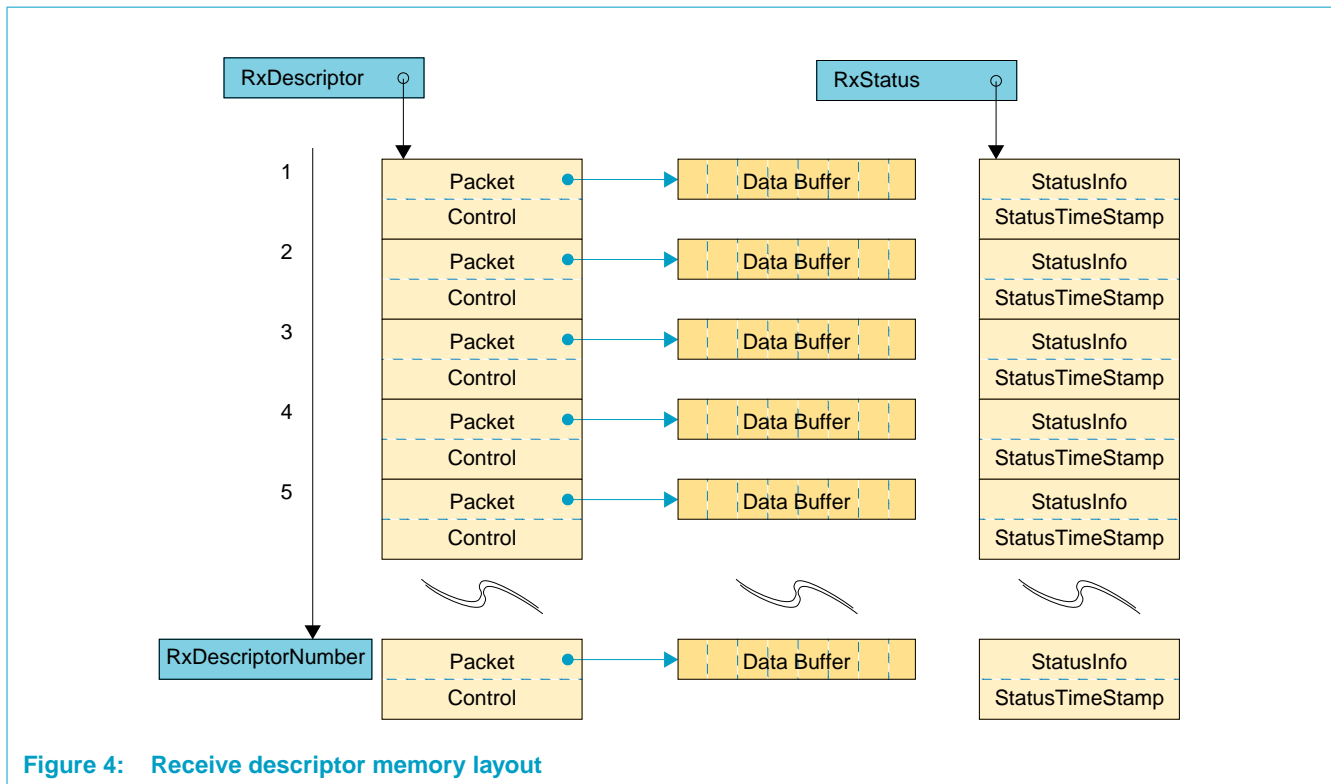 RxDescriptor
RxStatus
1
Packet
Data Buffer
StatusInfo
Control
StatusTimeStamp
2
Packet
Data Buffer
StatusInfo
Control
StatusTimeStamp
3
Packet
Data Buffer
StatusInfo
Control
StatusTimeStamp
4
Packet
Data Buffer
StatusInfo
Control
StatusTimeStamp
5
Packet
Data Buffer
StatusInfo
Control
StatusTimeStamp
RxDescriptorNumber
Packet
Data Buffer
StatusInfo
Control
StatusTimeStamp
Figure 4: Receive descriptor memory layout